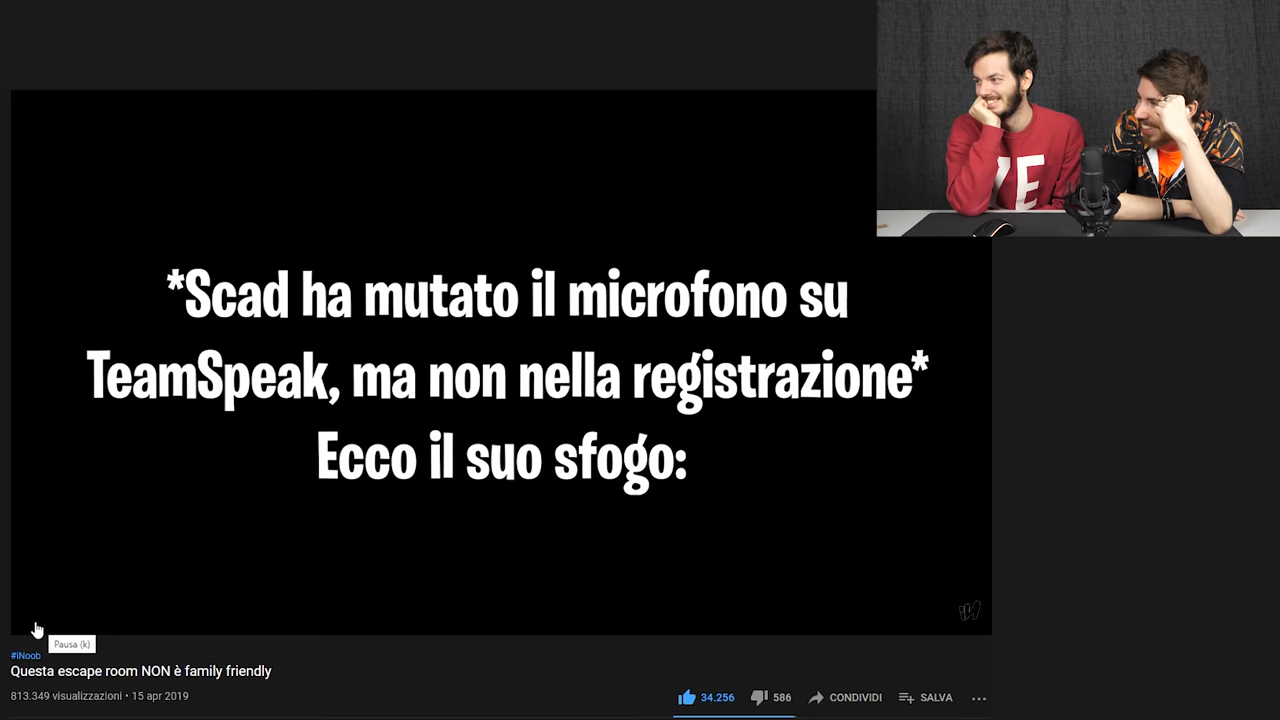 *Scad ha mutato il microfono su
TeamSpeak, ma non nella registrazione*
Ecco il suo sfogo:
Pausa (k)
#iNoob
Questa escape room NON è family friendly
813.349 visualizzazioni • 15 apr 2019
34.256
586
CONDIVIDI
SALVA